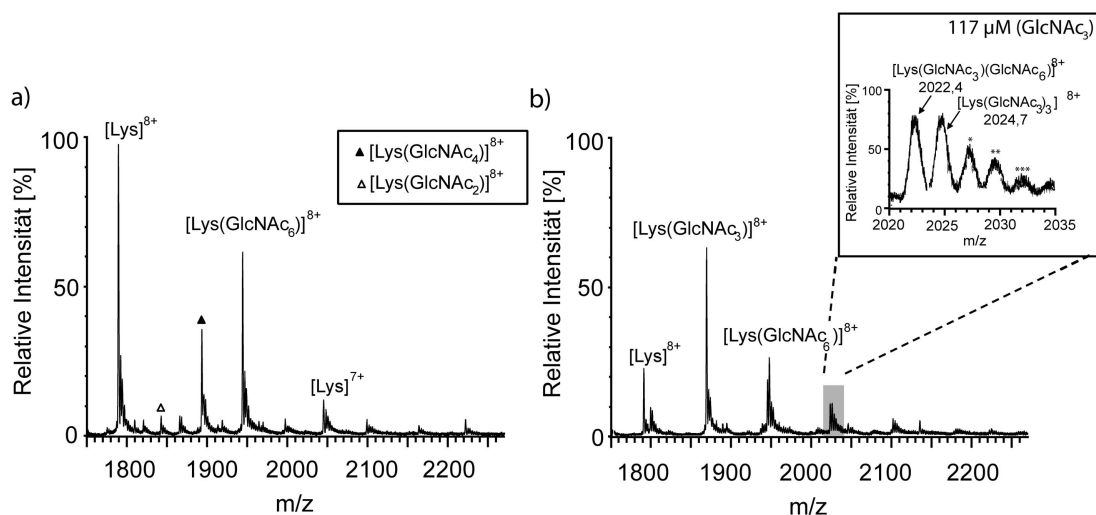 a)
[Lys]⁸⁺
▲ [Lys(GlcNAc₄)]⁸⁺
△ [Lys(GlcNAc₂)]⁸⁺
[Lys(GlcNAc₆)]⁸⁺
[Lys]⁷⁺
Relative Intensität [%]
100
50
0
1800 1900 2000 2100 2200
m/z
b)
[Lys]⁸⁺
[Lys(GlcNAc₃)]⁸⁺
[Lys(GlcNAc₆)]⁸⁺
Relative Intensität [%]
100
50
0
1800 1900 2000 2100 2200
m/z
117 µM (GlcNAc₃)
[Lys(GlcNAc₃)(GlcNAc₆)]⁸⁺
2022,4
[Lys(GlcNAc₃)₃]⁸⁺
2024,7
*
**
***
Relative Intensität [%]
100
50
0
2020 2025 2030 2035
m/z